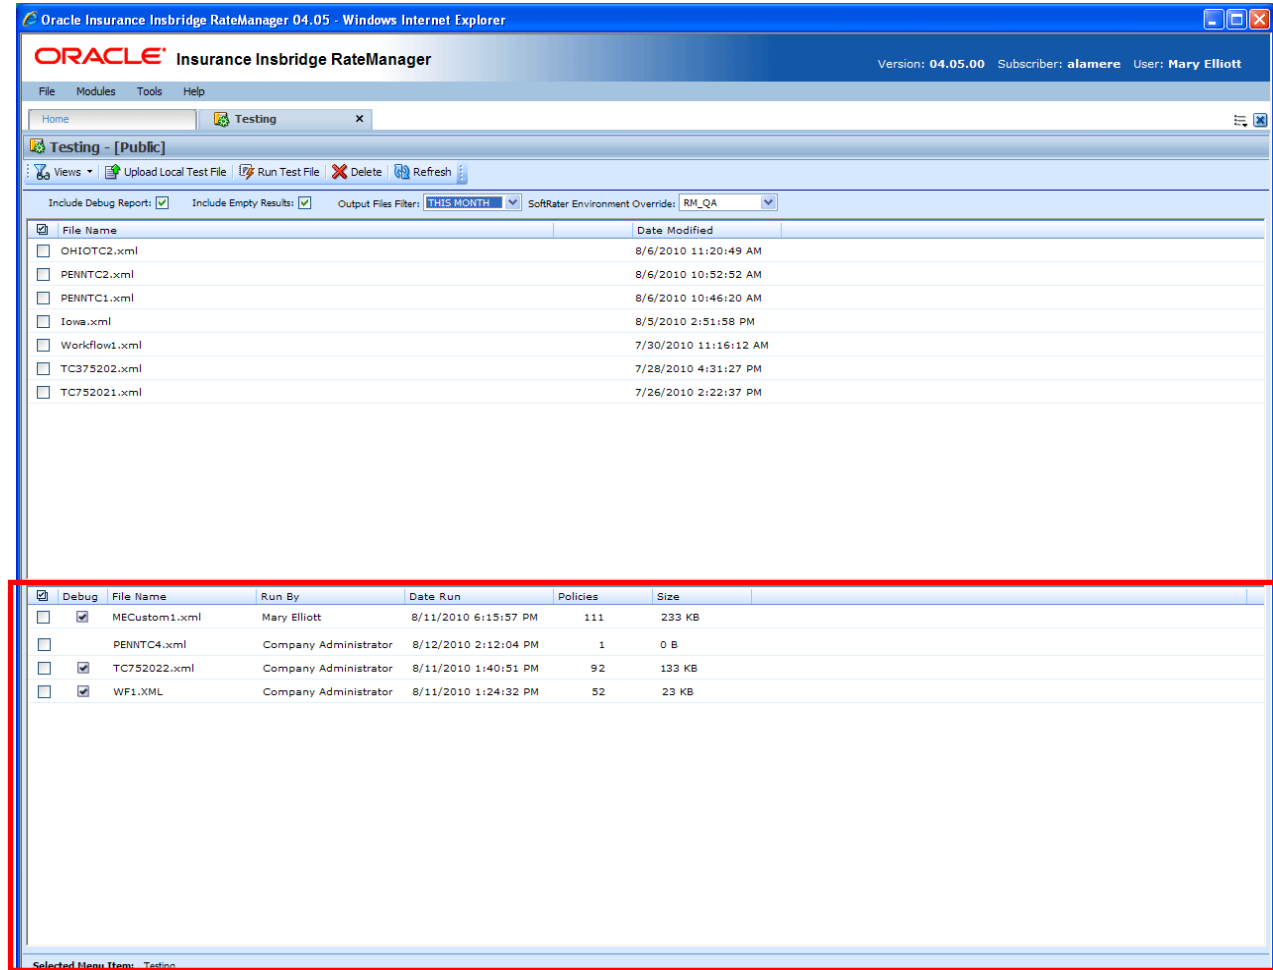 Oracle Insurance Insbridge RateManager 04.05 - Windows Internet Explorer
ORACLE Insurance Insbridge RateManager
Version: 04.05.00 Subscriber: alamere User: Mary Elliott
File Modules Tools Help
Home Testing
Testing - [Public]
Views Upload Local Test File Run Test File Delete Refresh
Include Debug Report: Include Empty Results: Output Files Filter: THIS MONTH SoftRater Environment Override: RM_QA
File Name Date Modified
OHIOTC2.xml 8/6/2010 11:20:49 AM
PENNTC2.xml 8/6/2010 10:52:52 AM
PENNTC1.xml 8/6/2010 10:46:20 AM
Iowa.xml 8/5/2010 2:51:58 PM
Workflow1.xml 7/30/2010 11:16:12 AM
TC375202.xml 7/28/2010 4:31:27 PM
TC752021.xml 7/26/2010 2:22:37 PM
Debug File Name Run By Date Run Policies Size
MECustom1.xml Mary Elliott 8/11/2010 6:15:57 PM 111 233 KB
PENNTC4.xml Company Administrator 8/12/2010 2:12:04 PM 1 0 B
TC752022.xml Company Administrator 8/11/2010 1:40:51 PM 92 133 KB
WF1.XML Company Administrator 8/11/2010 1:24:32 PM 52 23 KB
Selected Menu Item: Testing